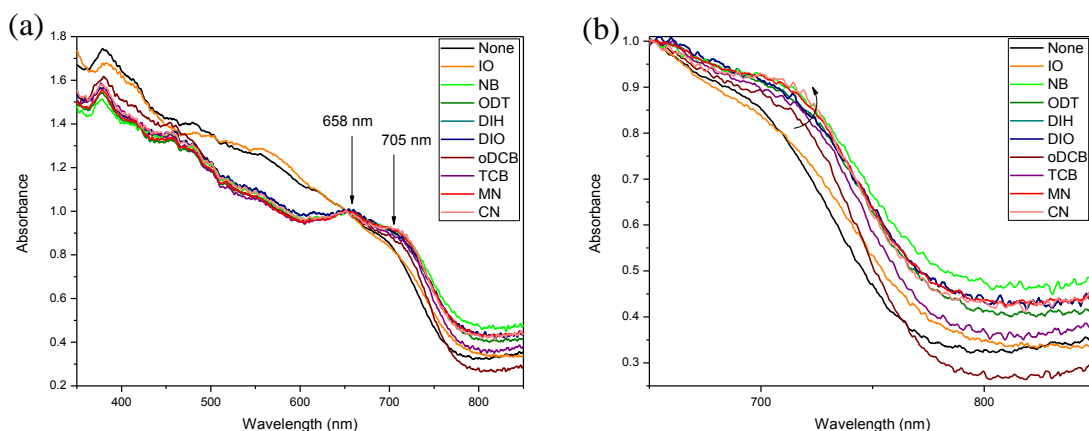 (a)
1.8
1.6
1.4
1.2
1.0
0.8
0.6
0.4
0.2
Absorbance
400
500
600
700
800
Wavelength (nm)
658 nm
705 nm
None
IO
NB
ODT
DIH
DIO
oDCB
TCB
MN
CN
(b)
1.0
0.9
0.8
0.7
0.6
0.5
0.4
0.3
Absorbance
700
800
Wavelength (nm)
None
IO
NB
ODT
DIH
DIO
oDCB
TCB
MN
CN